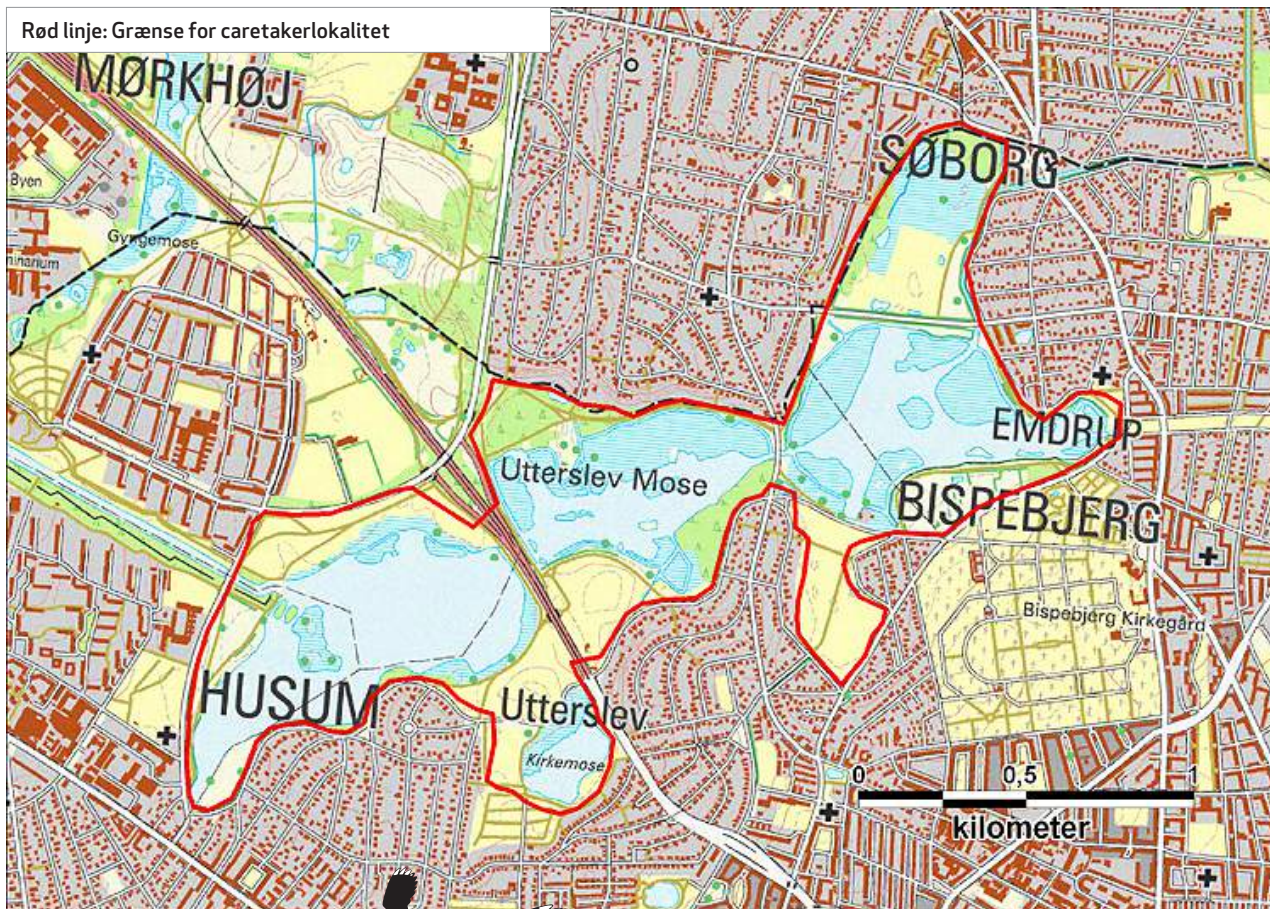 Rød linje: Grænse for caretakerlokalitet
MØRKHØJ
SØBORG
Byen
Gyngemose
minarium
EMDRUP
Utterslev Mose
BISPEBJERG
Bispebjerg Kirkegård
HUSUM
Utterslev
Kirkemose
0 0,5 1
kilometer